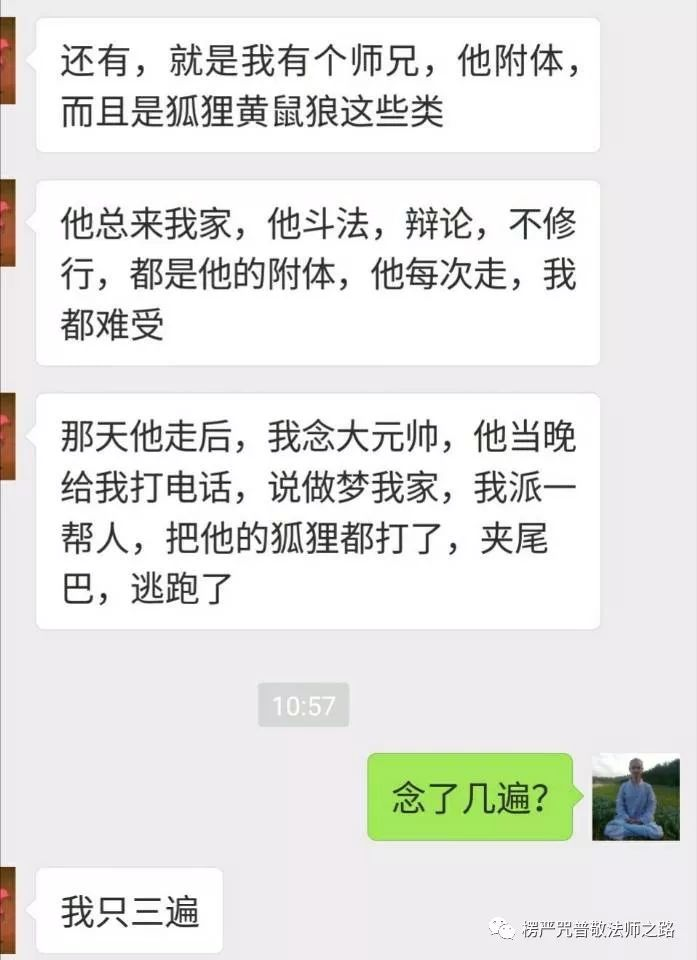 还有，就是我有个师兄，他附体，
而且是狐狸黄鼠狼这些类
他总来我家，他斗法，辩论，不修
行，都是他的附体，他每次走，我
都难受
那天他走后，我念大元帅，他当晚
给我打电话，说做梦我家，我派一
帮人，把他的狐狸都打了，夹尾
巴，逃跑了
10:57
念了几遍？
我只三遍
楞严咒普敬法师之路